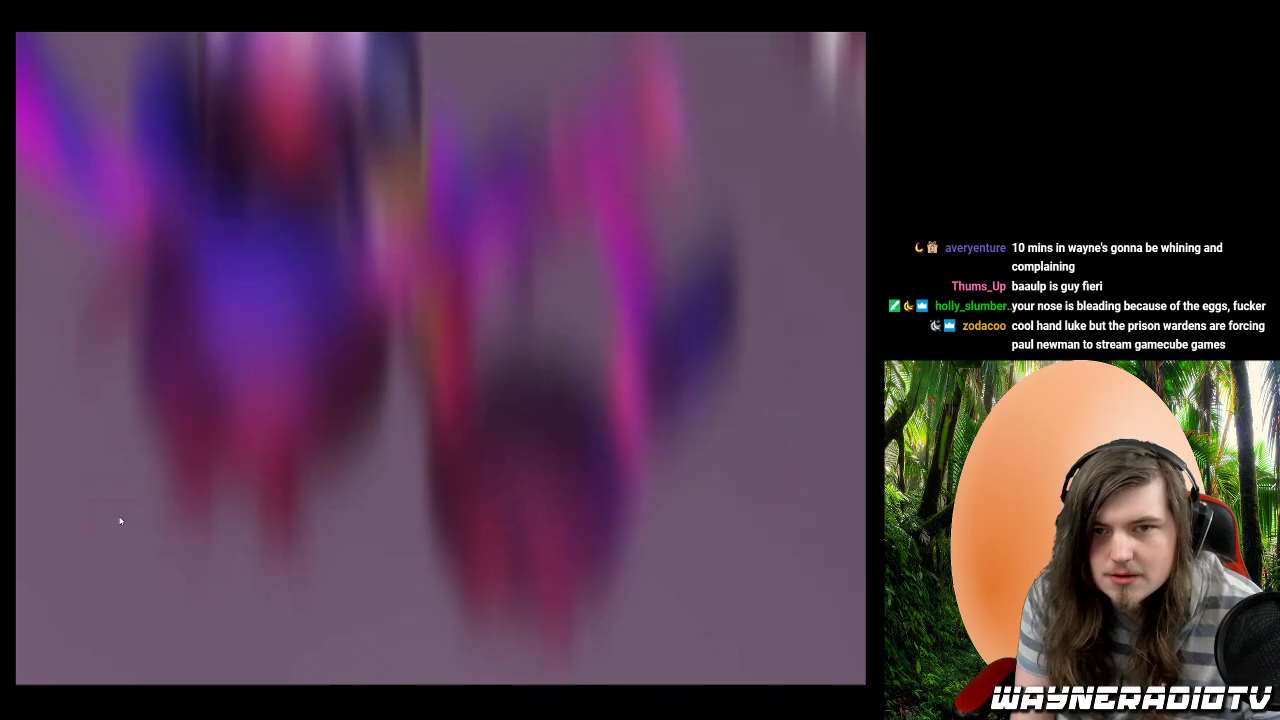 averyenture 10 mins in wayne's gonna be whining and
complaining
Thums_Up baaulp is guy fieri
holly_slumber.. your nose is bleading because of the eggs, fucker
zodacoo cool hand luke but the prison wardens are forcing
paul newman to stream gamecube games
WAYNERADIOTV